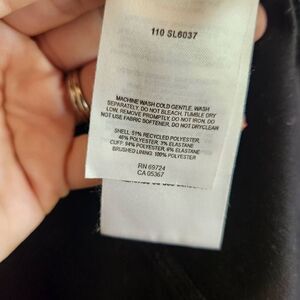 110 SL6037
MACHINE WASH COLD GENTLE. WASH
SEPARATELY. DO NOT BLEACH. TUMBLE DRY
LOW. REMOVE PROMPTLY. DO NOT IRON. DO
NOT USE FABRIC SOFTENER. DO NOT DRYCLEAN
SHELL: 51% RECYCLED POLYESTER,
46% POLYESTER, 3% ELASTANE
CUFF: 94% POLYESTER, 6% ELASTANE
BRUSHED LINING: 100% POLYESTER
RN 69724
CA 05367